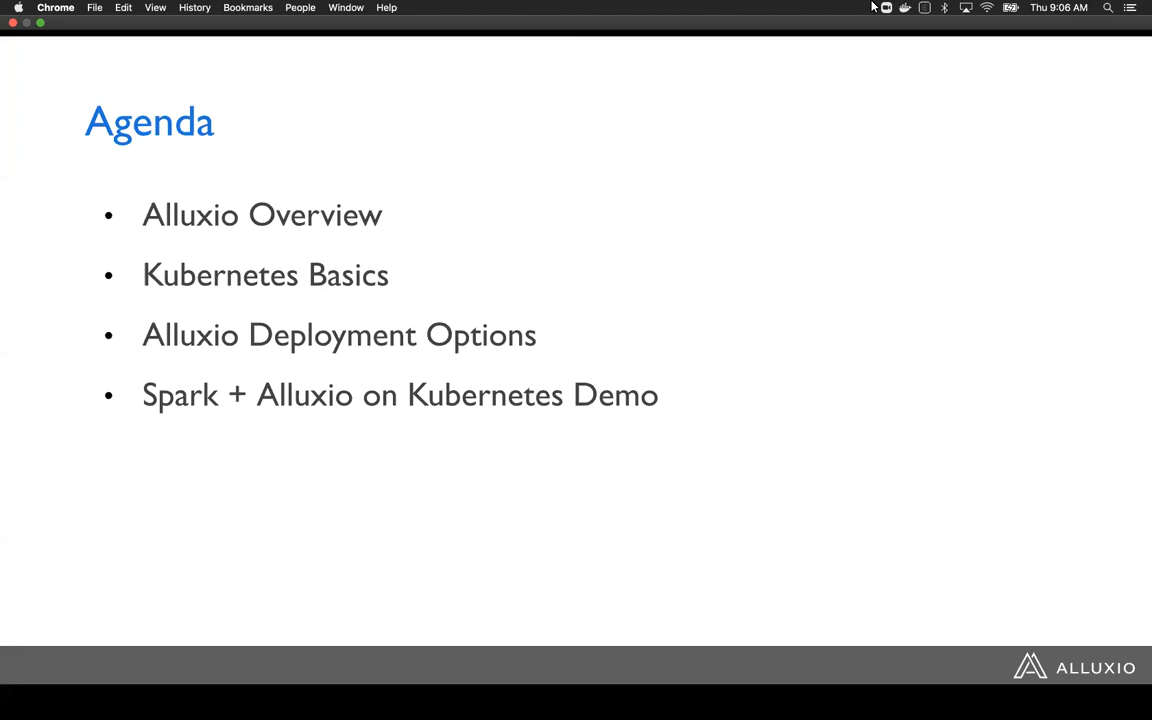 Chrome File Edit View History Bookmarks People Window Help Thu 9:06 AM
Agenda
• Alluxio Overview
• Kubernetes Basics
• Alluxio Deployment Options
• Spark + Alluxio on Kubernetes Demo
ALLUXIO